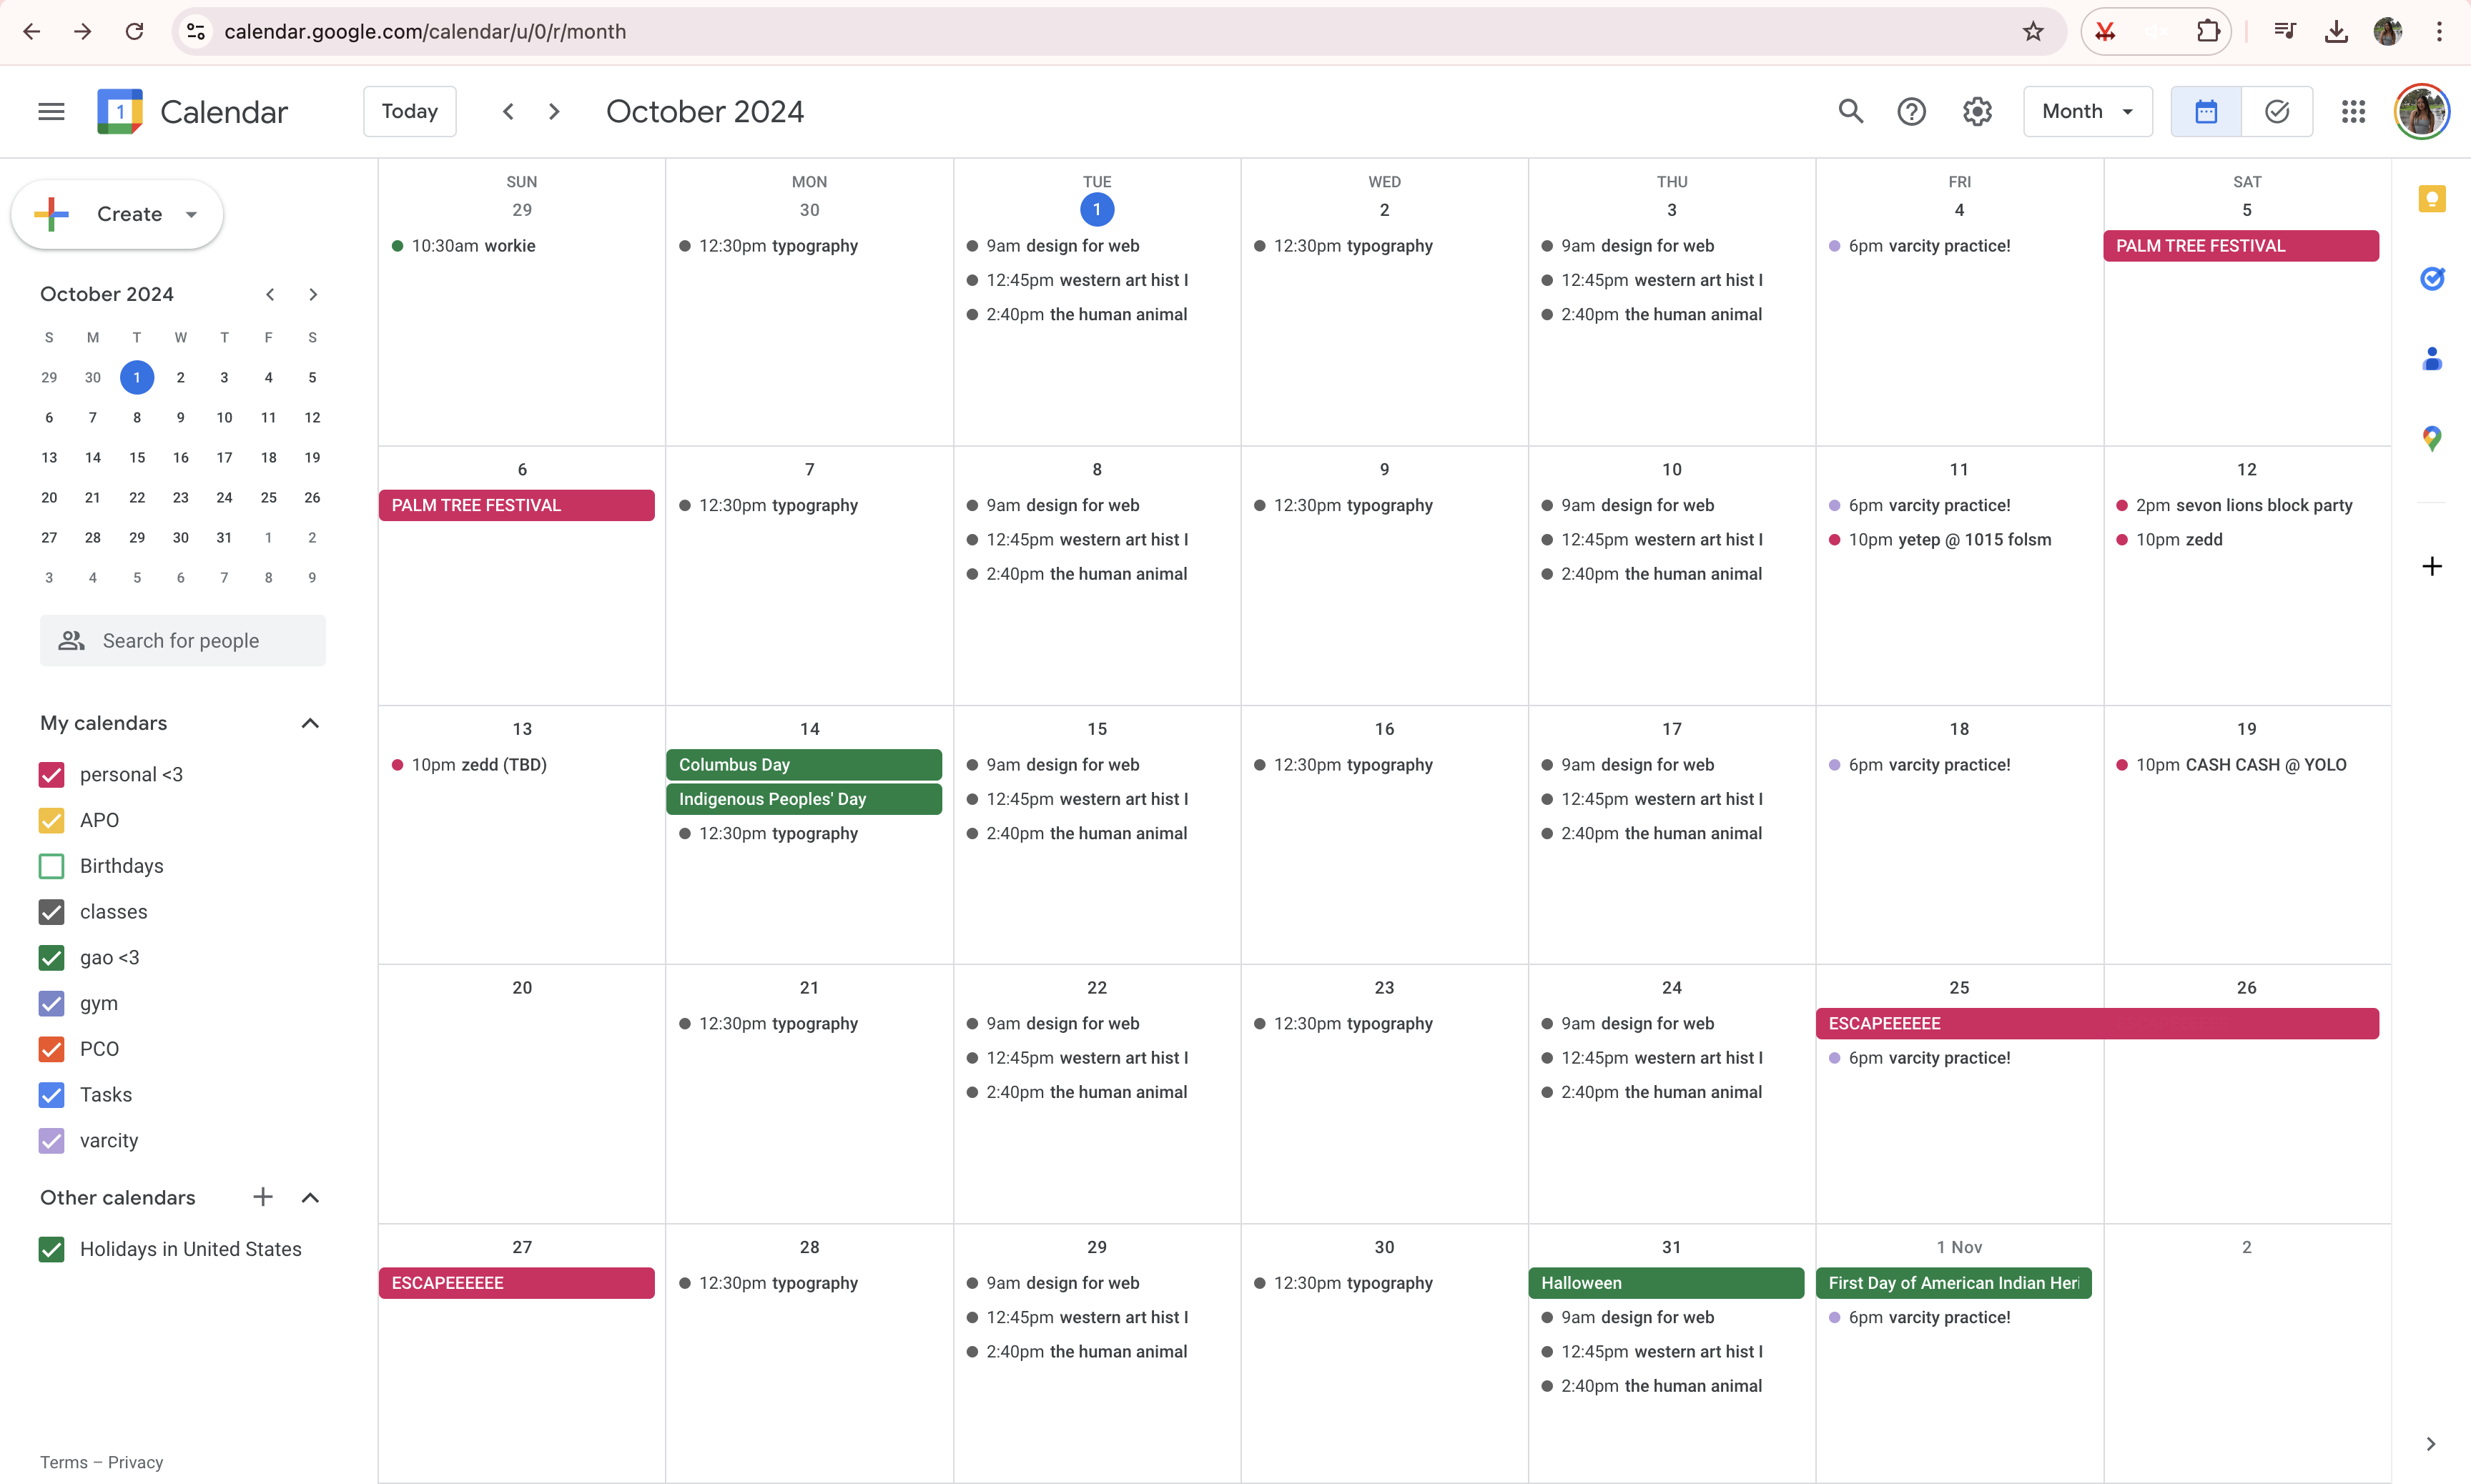 calendar.google.com/calendar/u/0/r/month
1 Calendar Today October 2024 Month
Create
October 2024
S M T W T F S
29 30 1 2 3 4 5
6 7 8 9 10 11 12
13 14 15 16 17 18 19
20 21 22 23 24 25 26
27 28 29 30 31 1 2
3 4 5 6 7 8 9
Search for people
My calendars
personal <3
APO
Birthdays
classes
gao <3
gym
PCO
Tasks
varcity
Other calendars
Holidays in United States
Terms – Privacy
SUN MON TUE WED THU FRI SAT
29 30 1 2 3 4 5
10:30am workie 12:30pm typography 9am design for web 12:30pm typography 9am design for web 6pm varcity practice! PALM TREE FESTIVAL
12:45pm western art hist I 12:45pm western art hist I
2:40pm the human animal 2:40pm the human animal
6 7 8 9 10 11 12
PALM TREE FESTIVAL 12:30pm typography 9am design for web 12:30pm typography 9am design for web 6pm varcity practice! 2pm sevon lions block party
12:45pm western art hist I 12:45pm western art hist I 10pm yetep @ 1015 folsm 10pm zedd
2:40pm the human animal 2:40pm the human animal
13 14 15 16 17 18 19
10pm zedd (TBD) Columbus Day 9am design for web 12:30pm typography 9am design for web 6pm varcity practice! 10pm CASH CASH @ YOLO
Indigenous Peoples' Day 12:45pm western art hist I 12:45pm western art hist I
12:30pm typography 2:40pm the human animal 2:40pm the human animal
20 21 22 23 24 25 26
12:30pm typography 9am design for web 12:30pm typography 9am design for web ESCAPEEEEEE
12:45pm western art hist I 12:45pm western art hist I 6pm varcity practice!
2:40pm the human animal 2:40pm the human animal
27 28 29 30 31 1 Nov 2
ESCAPEEEEEE 12:30pm typography 9am design for web 12:30pm typography Halloween First Day of American Indian Heri
12:45pm western art hist I 9am design for web 6pm varcity practice!
2:40pm the human animal 12:45pm western art hist I
2:40pm the human animal